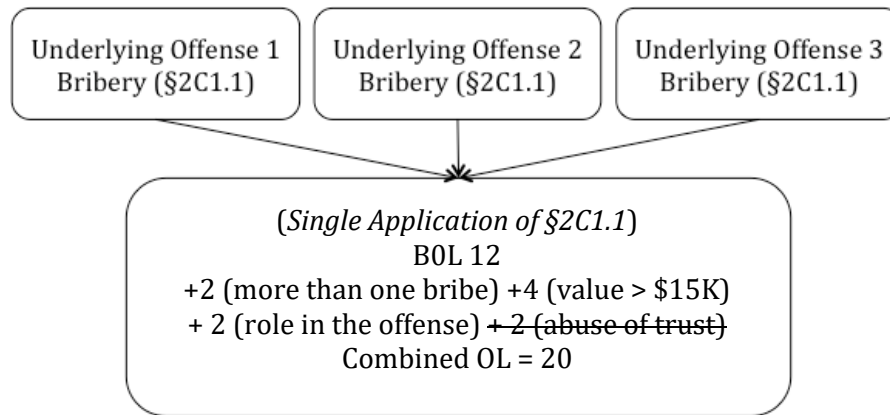 Underlying Offense 1
Bribery (§2C1.1)
Underlying Offense 2
Bribery (§2C1.1)
Underlying Offense 3
Bribery (§2C1.1)
(Single Application of §2C1.1)
B0L 12
+2 (more than one bribe) +4 (value > $15K)
+ 2 (role in the offense) + 2 (abuse of trust)
Combined OL = 20